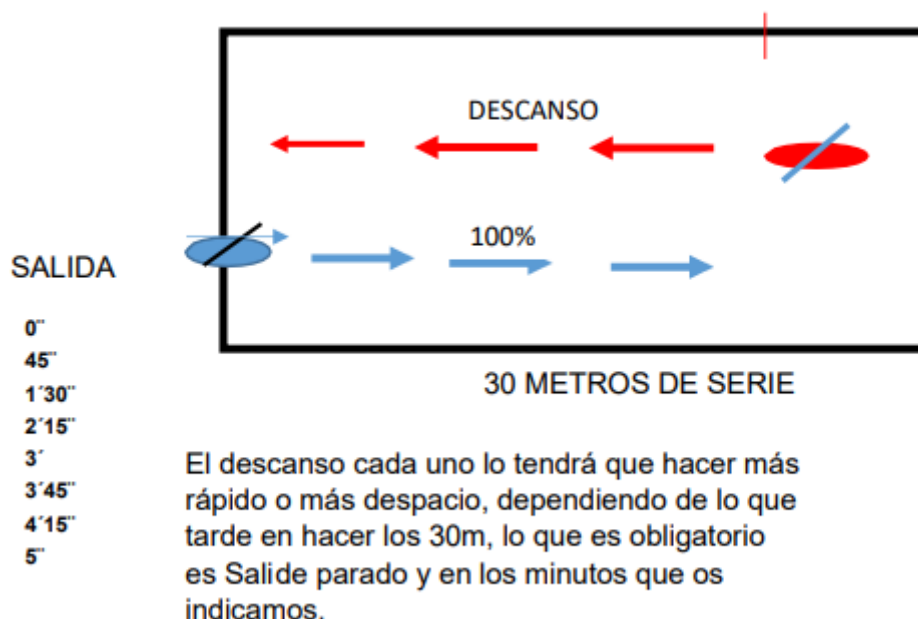 DESCANSO
100%
SALIDA
0¨
45¨
1´30¨
2´15¨
3´
3´45¨
4´15¨
5¨
30 METROS DE SERIE
El descanso cada uno lo tendrá que hacer más
rápido o más despacio, dependiendo de lo que
tarde en hacer los 30m, lo que es obligatorio
es Salide parado y en los minutos que os
indicamos.